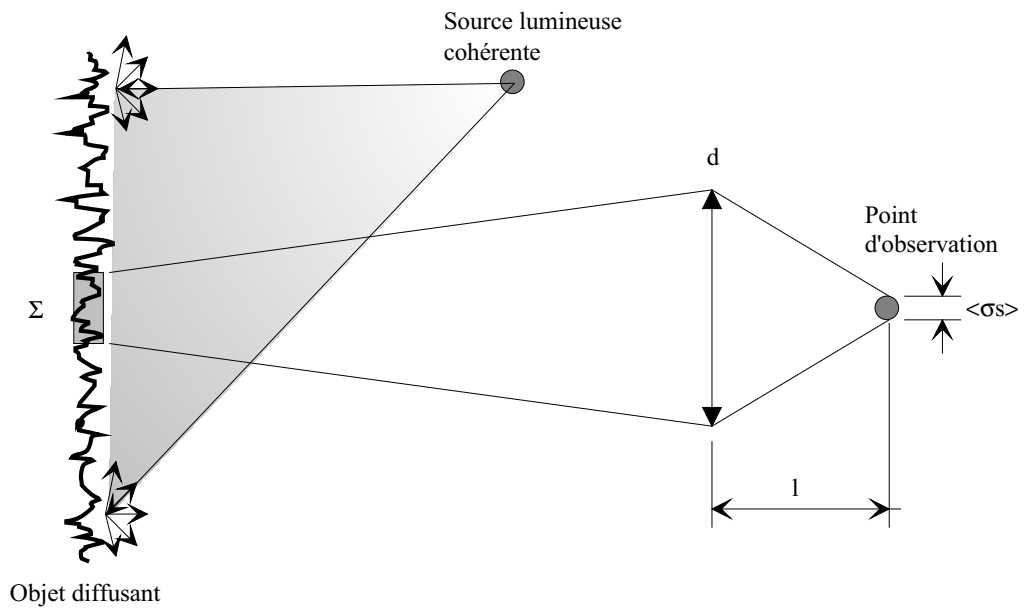 Source lumineuse
cohérente
d
Point
d'observation
Σ
<σs>
l
Objet diffusant